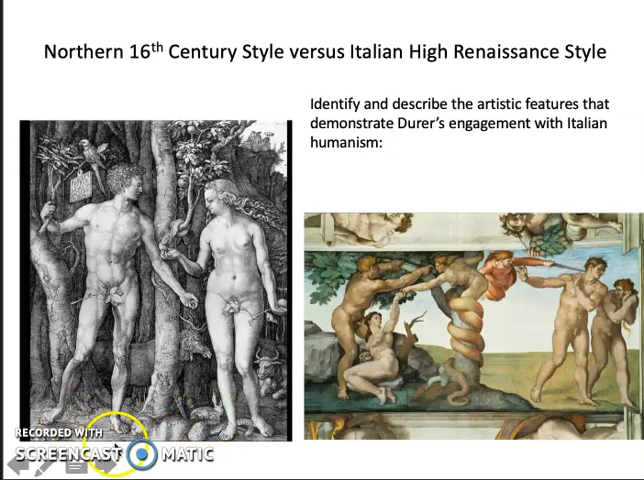 Northern 16th Century Style versus Italian High Renaissance Style
Identify and describe the artistic features that
demonstrate Durer's engagement with Italian
humanism:
RECORDED WITH
SCREENCAST MATIC